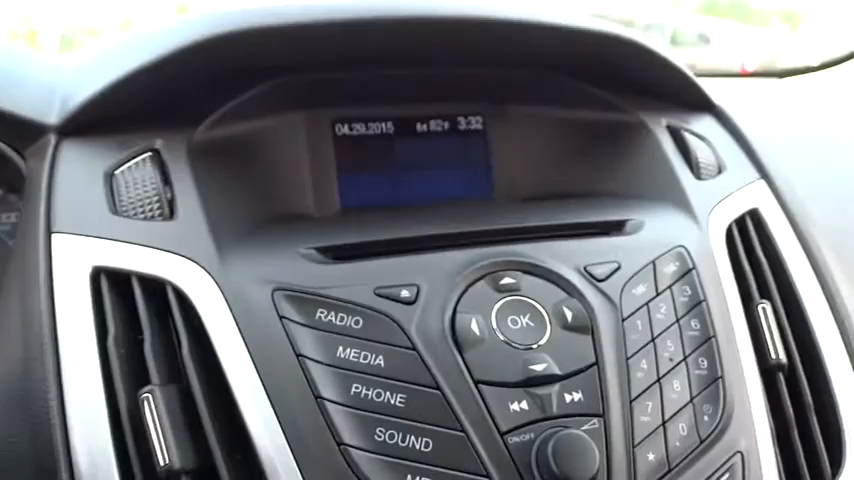 04.29.2015 82°F 3:32
RADIO
MEDIA
PHONE
SOUND
OK
ON/OFF
1 2 3
4 5 6
7 8 9
* 0